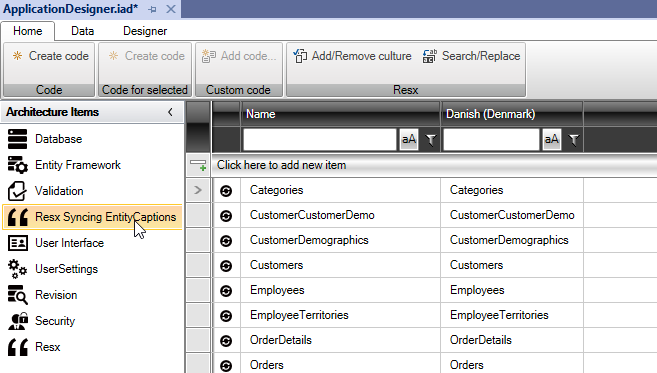 ApplicationDesigner.iad*
Home Data Designer
Create code Create code Add code... Add/Remove culture Search/Replace
Code Code for selected Custom code Resx
Architecture Items
Database
Entity Framework
Validation
Resx Syncing EntityCaptions
User Interface
UserSettings
Revision
Security
Resx
Name Danish (Denmark)
aA aA
Click here to add new item
Categories Categories
CustomerCustomerDemo CustomerCustomerDemo
CustomerDemographics CustomerDemographics
Customers Customers
Employees Employees
EmployeeTerritories EmployeeTerritories
OrderDetails OrderDetails
Orders Orders